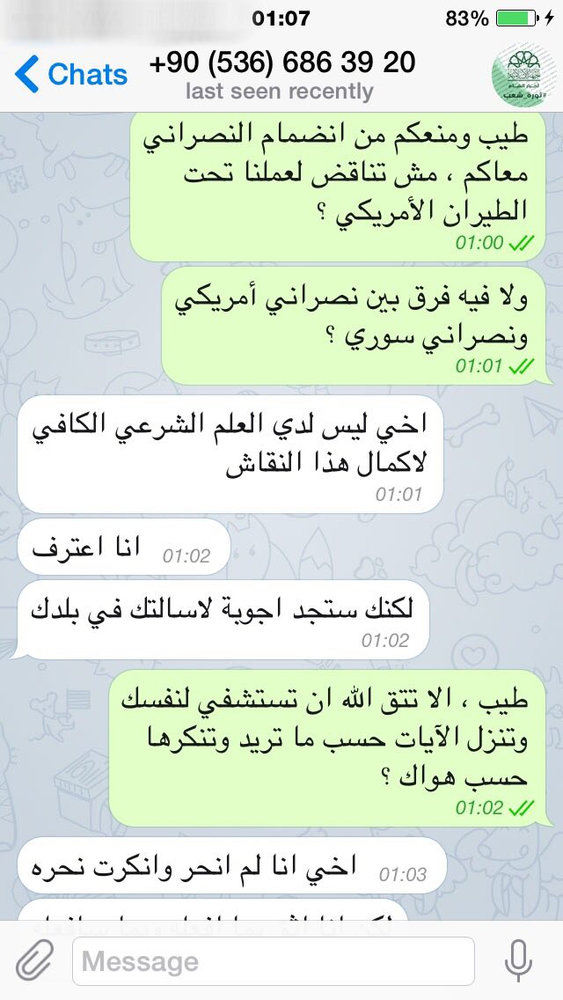 01:07
83%
Chats
+90 (536) 686 39 20
last seen recently
#ثورة_شعب
طيب ومنعكم من انضمام النصراني
معاكم ، مش تناقض لعملنا تحت
الطيران الأمريكي ؟
01:00
ولا فيه فرق بين نصراني أمريكي
ونصراني سوري ؟
01:01
اخي ليس لدي العلم الشرعي الكافي
لاكمال هذا النقاش
01:01
انا اعترف 01:02
لكنك ستجد اجوبة لاسالتك في بلدك
01:02
طيب ، الا تتق الله ان تستشفي لنفسك
وتنزل الآيات حسب ما تريد وتنكرها
حسب هواك ؟
01:02
اخي انا لم انحر وانكرت نحره 01:03
Message